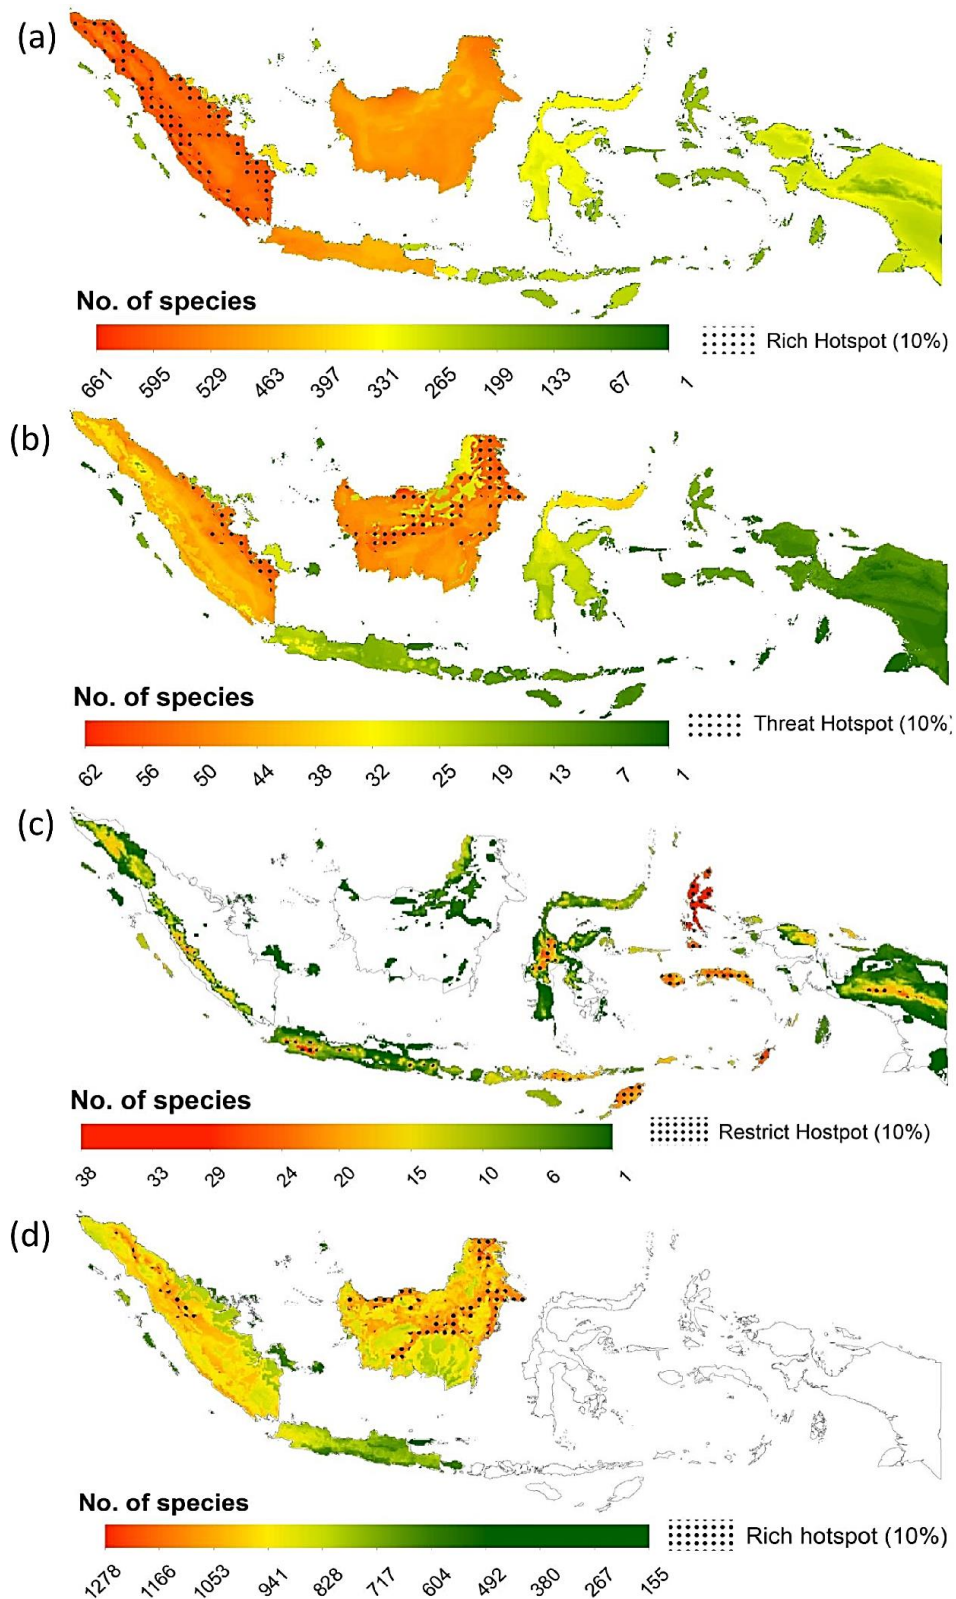 (a)
No. of species
Rich Hotspot (10%)
661 595 529 463 397 331 265 199 133 67 1
(b)
No. of species
Threat Hotspot (10%)
62 56 50 44 38 32 25 19 13 7 1
(c)
No. of species
Restrict Hostpot (10%)
38 33 29 24 20 15 10 6 1
(d)
No. of species
Rich hotspot (10%)
1278 1166 1053 941 828 717 604 492 380 267 155